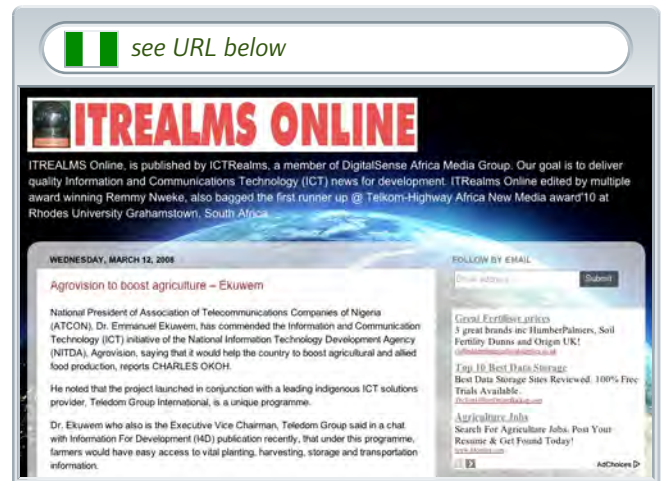 see URL below
ITREALMS ONLINE
ITREALMS Online, is published by ICTRealms, a member of DigitalSense Africa Media Group. Our goal is to deliver
quality Information and Communications Technology (ICT) news for development. ITRealms Online edited by multiple
award winning Remmy Nweke, also bagged the first runner up @ Telkom-Highway Africa New Media award'10 at
Rhodes University Grahamstown, South Africa.
WEDNESDAY, MARCH 12, 2008
Agrovision to boost agriculture – Ekuwem
National President of Association of Telecommunications Companies of Nigeria
(ATCON), Dr. Emmanuel Ekuwem, has commended the Information and Communication
Technology (ICT) initiative of the National Information Technology Development Agency
(NITDA), Agrovision, saying that it would help the country to boost agricultural and allied
food production, reports CHARLES OKOH.
He noted that the project launched in conjunction with a leading indigenous ICT solutions
provider, Teledom Group International, is a unique programme.
Dr. Ekuwem who also is the Executive Vice Chairman, Teledom Group said in a chat
with Information For Development (I4D) publication recently, that under this programme,
farmers would have easy access to vital planting, harvesting, storage and transportation
information.
FOLLOW BY EMAIL
Email address...
Submit
Great Fertiliser prices
3 great brands inc HumberPalmers, Soil
Fertility Dunns and Origin UK!
Top 10 Best Data Storage
Best Data Storage Sites Reviewed. 100% Free
Trials Available.
Agriculture Jobs
Search For Agriculture Jobs. Post Your
Resume & Get Found Today!
AdChoices